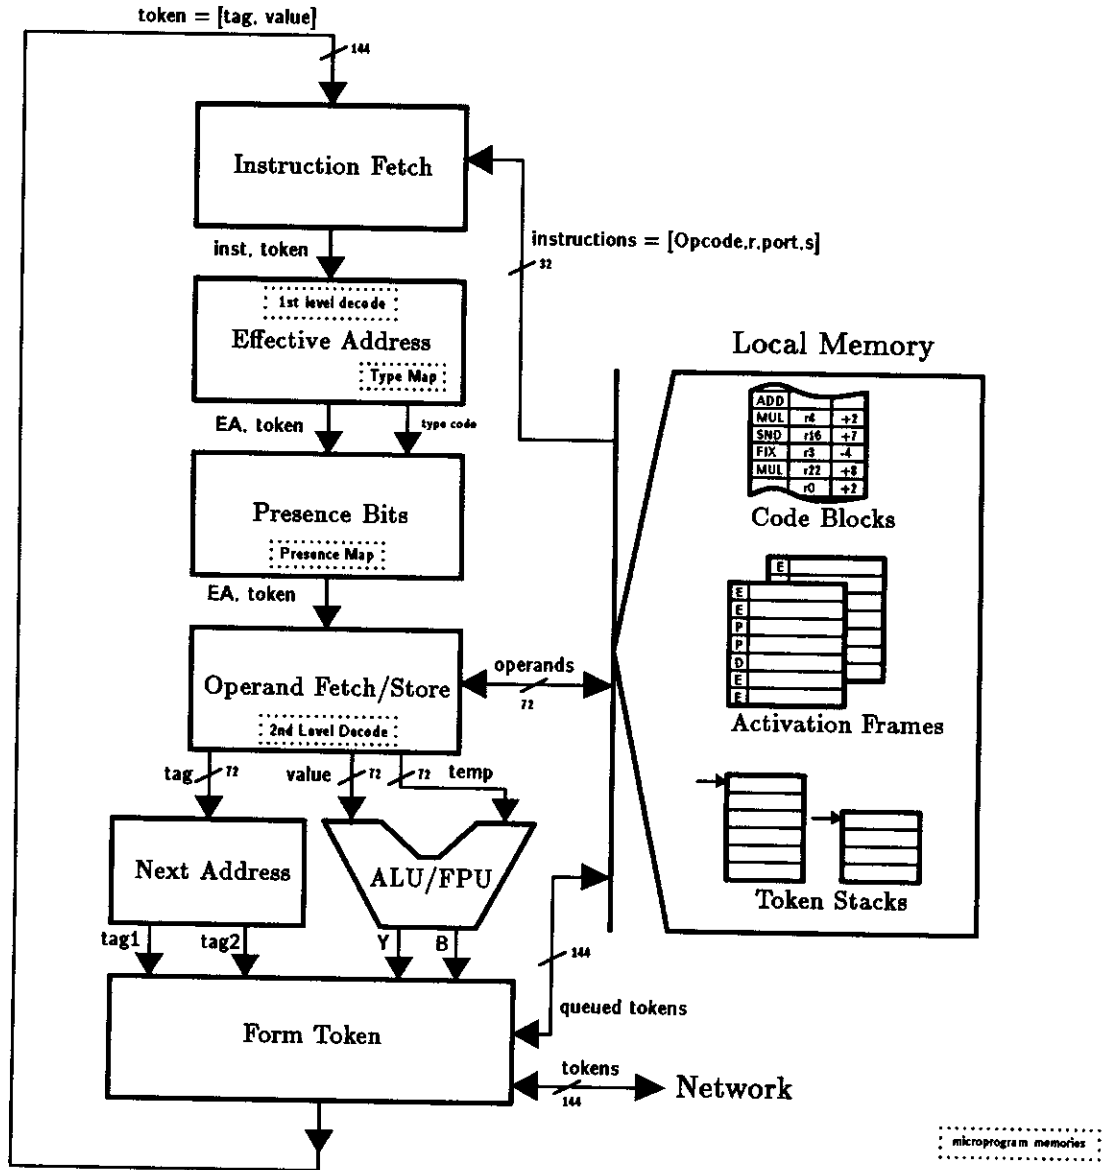 token = [tag, value]
144
Instruction Fetch
inst, token
instructions = [Opcode,r,port,s]
32
1st level decode
Effective Address
Type Map
EA, token
type code
Presence Bits
Presence Map
EA, token
Operand Fetch/Store
2nd Level Decode
operands
72
tag
72
value
72
72
temp
Next Address
ALU/FPU
tag1
tag2
Y
B
Form Token
144
queued tokens
tokens
144
Network
Local Memory
ADD
MUL r4 +2
SND r16 +7
FIX r3 -4
MUL r22 +8
r0 +2
Code Blocks
E
E
E
P
P
D
E
E
Activation Frames
Token Stacks
microprogram memories